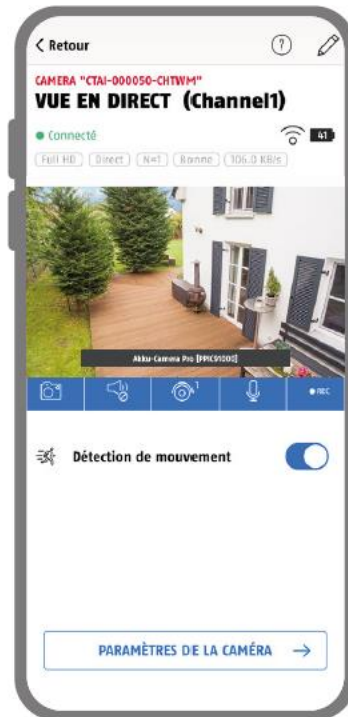 < Retour ?
CAMERA "CTAI-000050-CHTWM"
VUE EN DIRECT (Channel1)
Connecté 41
Full HD Direct N=1 Bonne 106.0 KB/s
Akku-Camera Pro [PPIC91000]
1 REC
Détection de mouvement
PARAMÈTRES DE LA CAMÉRA →